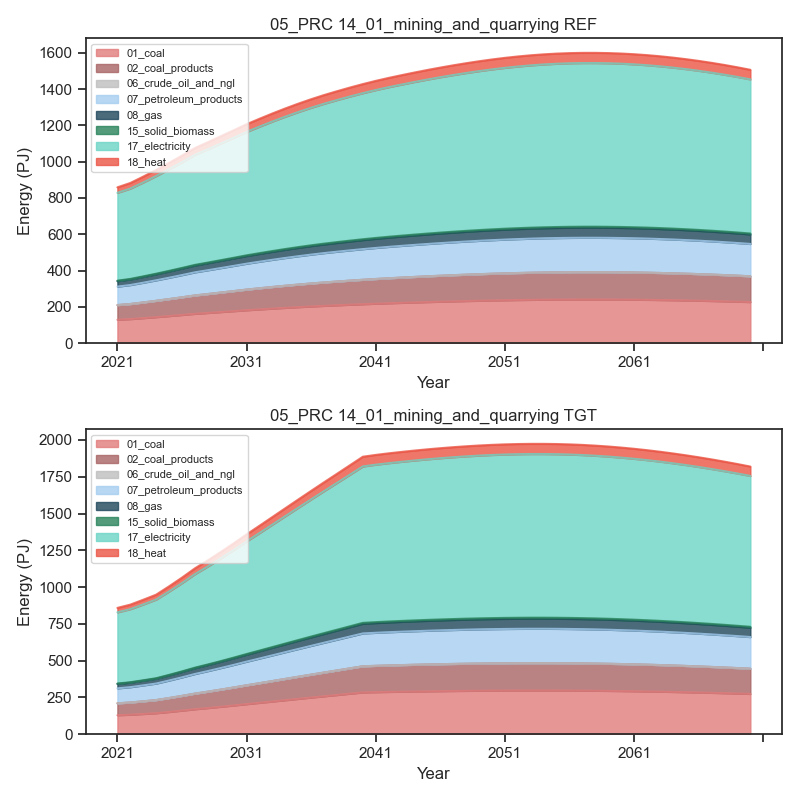 05_PRC 14_01_mining_and_quarrying REF
1600
1400
1200
1000
800
600
400
200
0
Energy (PJ)
01_coal
02_coal_products
06_crude_oil_and_ngl
07_petroleum_products
08_gas
15_solid_biomass
17_electricity
18_heat
2021
2031
2041
2051
2061
Year
05_PRC 14_01_mining_and_quarrying TGT
2000
1750
1500
1250
1000
750
500
250
0
Energy (PJ)
01_coal
02_coal_products
06_crude_oil_and_ngl
07_petroleum_products
08_gas
15_solid_biomass
17_electricity
18_heat
2021
2031
2041
2051
2061
Year